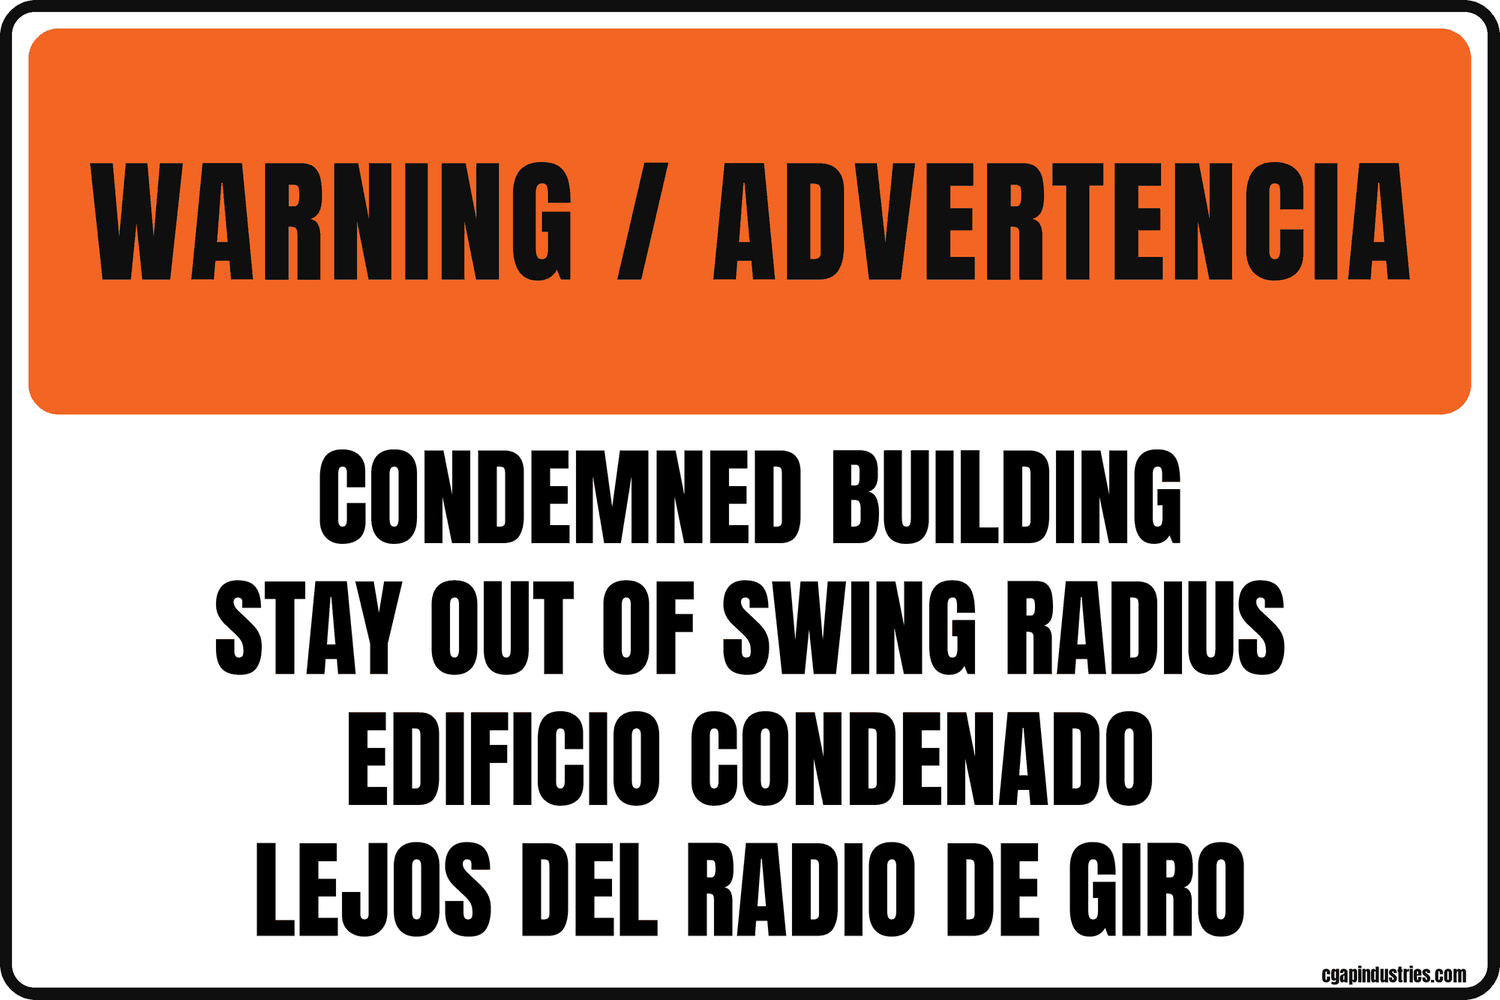 WARNING / ADVERTENCIA
CONDEMNED BUILDING
STAY OUT OF SWING RADIUS
EDIFICIO CONDENADO
LEJOS DEL RADIO DE GIRO
cgapindustries.com